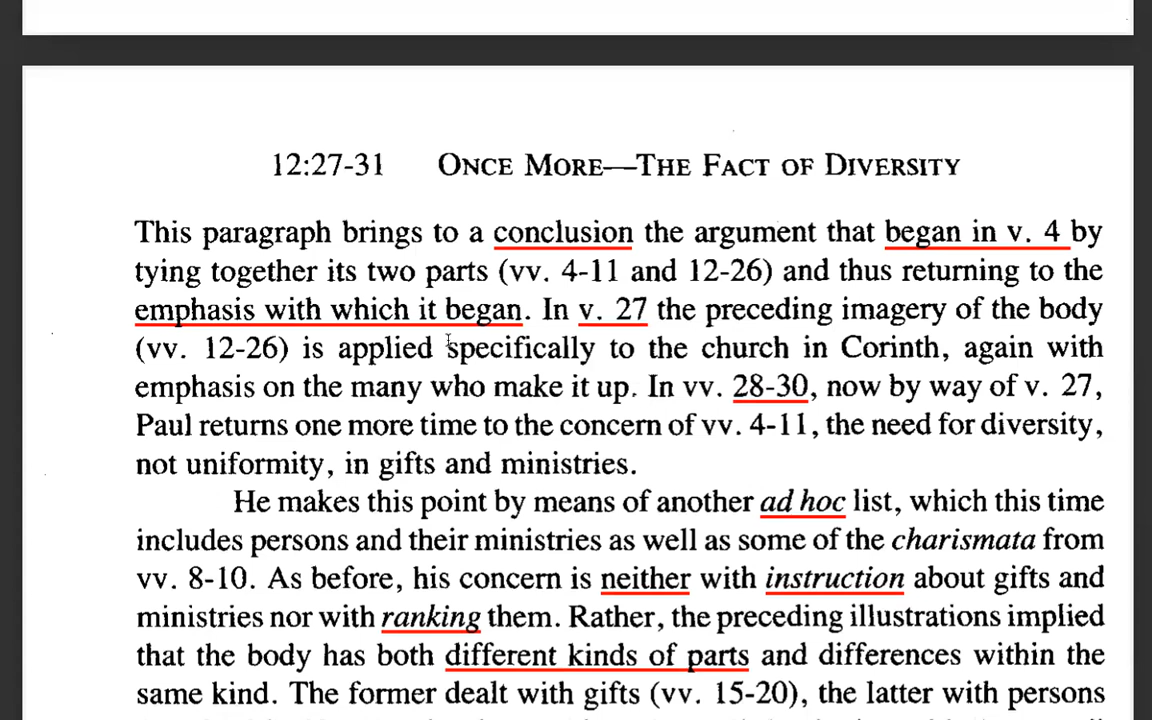 12:27-31 ONCE MORE—THE FACT OF DIVERSITY
This paragraph brings to a conclusion the argument that began in v. 4 by
tying together its two parts (vv. 4-11 and 12-26) and thus returning to the
emphasis with which it began. In v. 27 the preceding imagery of the body
(vv. 12-26) is applied specifically to the church in Corinth, again with
emphasis on the many who make it up. In vv. 28-30, now by way of v. 27,
Paul returns one more time to the concern of vv. 4-11, the need for diversity,
not uniformity, in gifts and ministries.
He makes this point by means of another ad hoc list, which this time
includes persons and their ministries as well as some of the charismata from
vv. 8-10. As before, his concern is neither with instruction about gifts and
ministries nor with ranking them. Rather, the preceding illustrations implied
that the body has both different kinds of parts and differences within the
same kind. The former dealt with gifts (vv. 15-20), the latter with persons